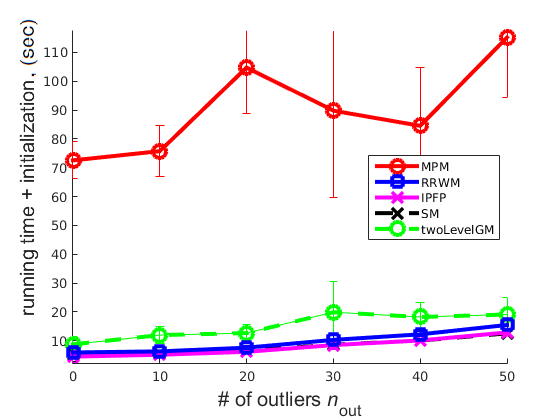 running time + initialization, (sec)
110
100
90
80
70
60
50
40
30
20
10
0
10
20
30
40
50
# of outliers n_out
MPM
RRWM
IPFP
SM
twoLevelGM